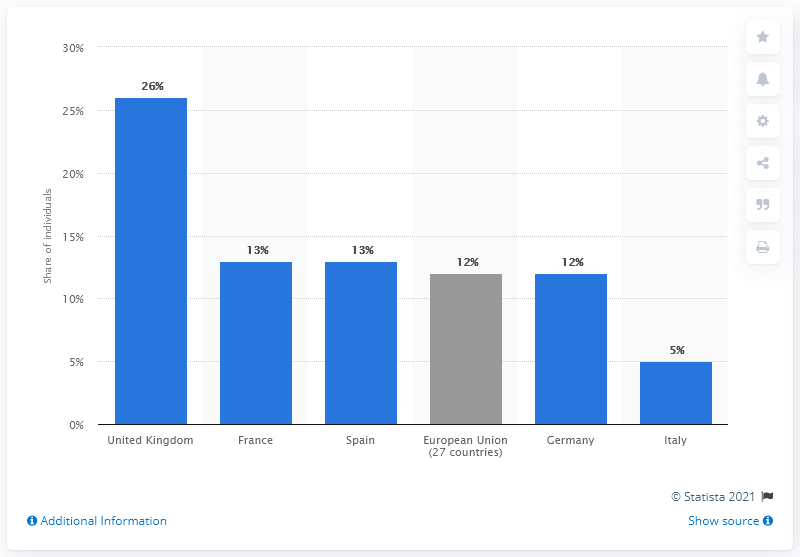 30%
25%
20%
15%
10%
5%
0%
Share of individuals
26%
13%
13%
12%
12%
5%
United Kingdom
France
Spain
European Union
(27 countries)
Germany
Italy
© Statista 2021
Additional Information
Show source